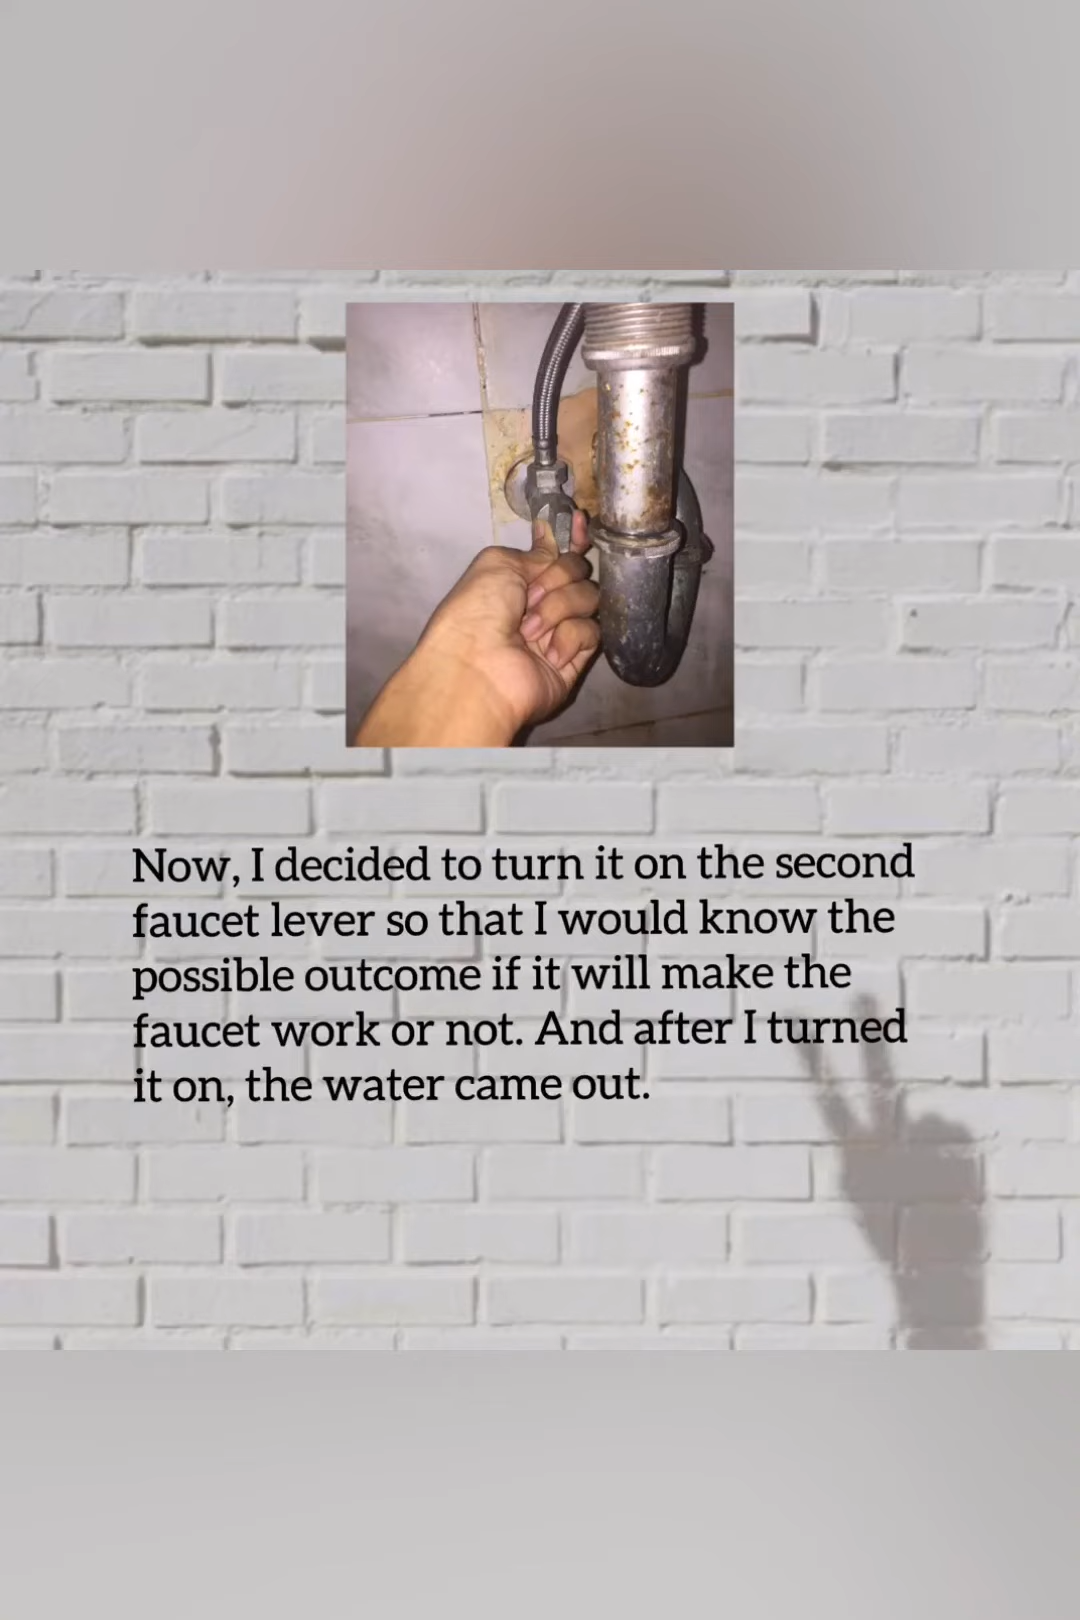 Now, I decided to turn it on the second
faucet lever so that I would know the
possible outcome if it will make the
faucet work or not. And after I turned
it on, the water came out.